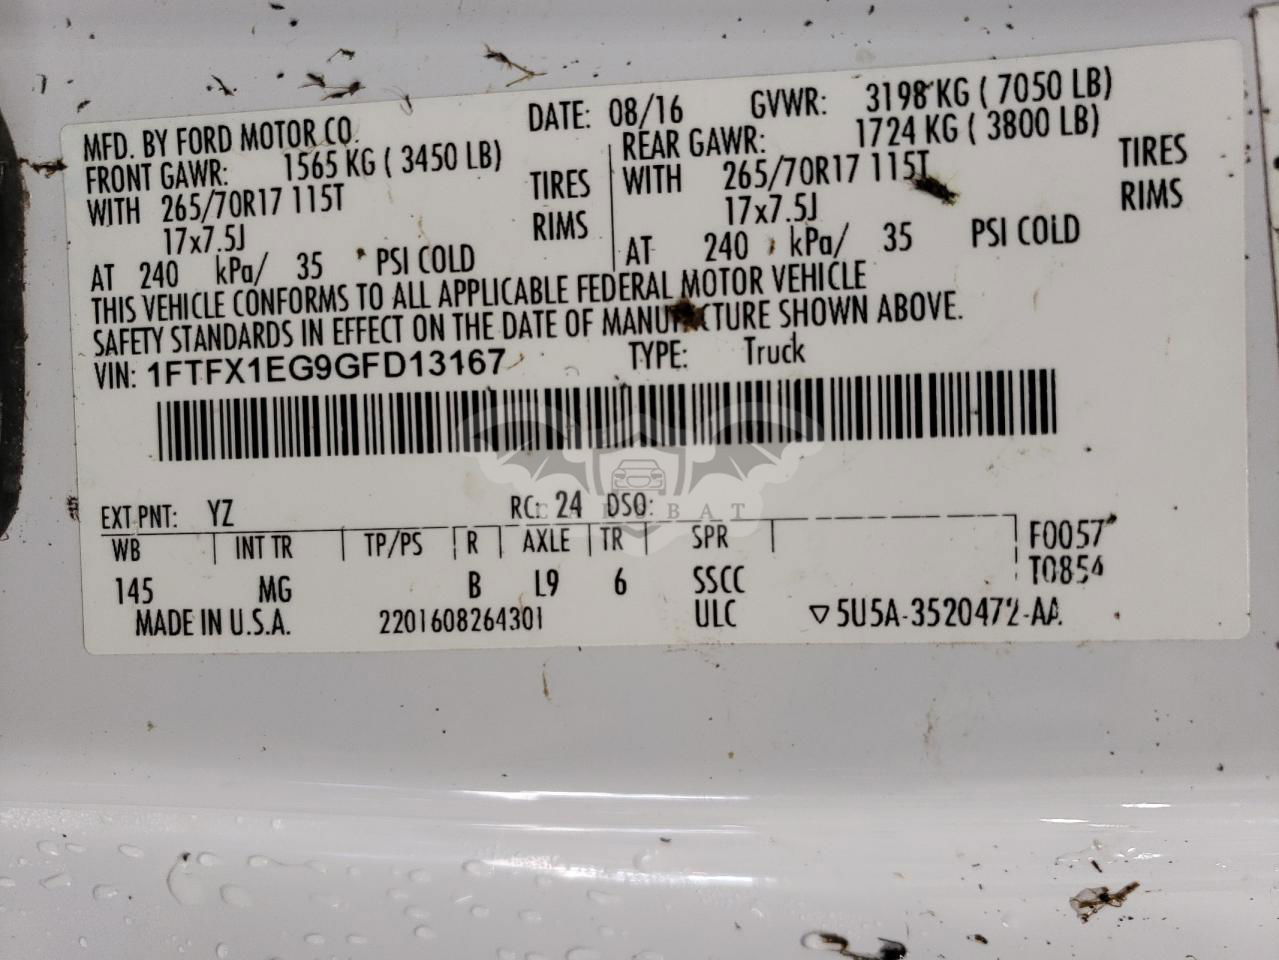 MFD. BY FORD MOTOR CO. DATE: 08/16 GVWR: 3198 KG ( 7050 LB)
FRONT GAWR: 1565 KG ( 3450 LB) REAR GAWR: 1724 KG ( 3800 LB)
WITH 265/70R17 115T TIRES WITH 265/70R17 115T TIRES
17x7.5J RIMS 17x7.5J RIMS
AT 240 kPa/ 35 PSI COLD AT 240 kPa/ 35 PSI COLD
THIS VEHICLE CONFORMS TO ALL APPLICABLE FEDERAL MOTOR VEHICLE
SAFETY STANDARDS IN EFFECT ON THE DATE OF MANUFACTURE SHOWN ABOVE.
VIN: 1FTFX1EG9GFD13167 TYPE: Truck
EXT PNT: YZ RC: 24 DSO:
WB INT TR TP/PS R AXLE TR SPR F0057
145 MG B L9 6 SSCC T0854
MADE IN U.S.A. 2201608264301 ULC ▽5U5A-3520472-AA